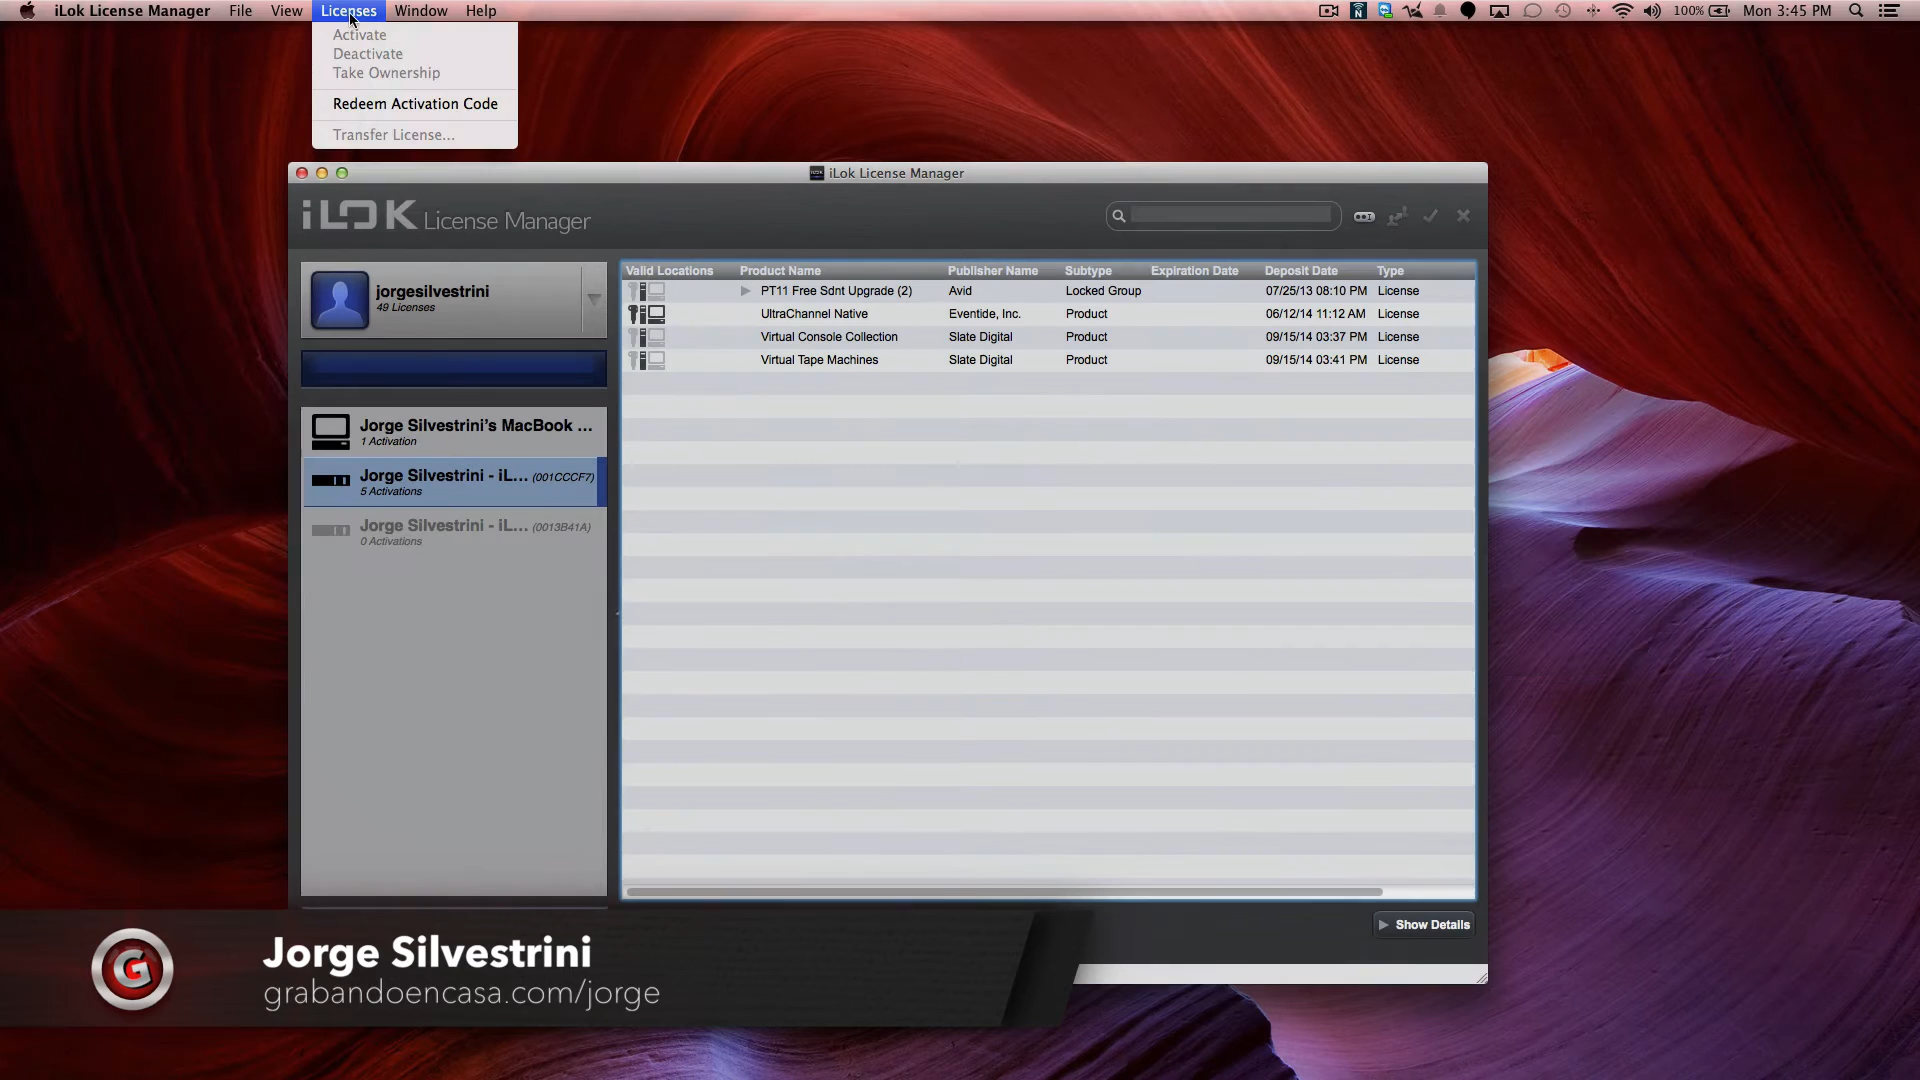 iLok License Manager File View Licenses Window Help 100% Mon 3:45 PM
Activate
Deactivate
Take Ownership
Redeem Activation Code
Transfer License...
iLok License Manager
iLOK License Manager
jorgesilvestrini
49 Licenses
Jorge Silvestrini's MacBook ...
1 Activation
Jorge Silvestrini - iL... (001CCCF7)
5 Activations
Jorge Silvestrini - iL... (0013B41A)
0 Activations
Valid Locations Product Name Publisher Name Subtype Expiration Date Deposit Date Type
PT11 Free Sdnt Upgrade (2) Avid Locked Group 07/25/13 08:10 PM License
UltraChannel Native Eventide, Inc. Product 06/12/14 11:12 AM License
Virtual Console Collection Slate Digital Product 09/15/14 03:37 PM License
Virtual Tape Machines Slate Digital Product 09/15/14 03:41 PM License
Show Details
G
Jorge Silvestrini
grabandoencasa.com/jorge